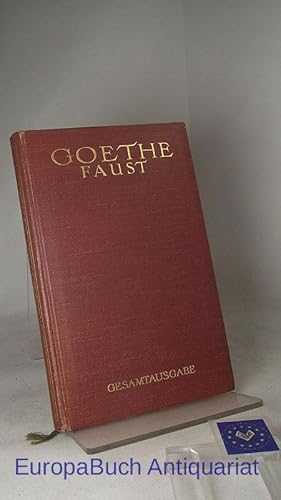 GOETHE
FAUST
GESAMTAUSGABE
EuropaBuch Antiquariat